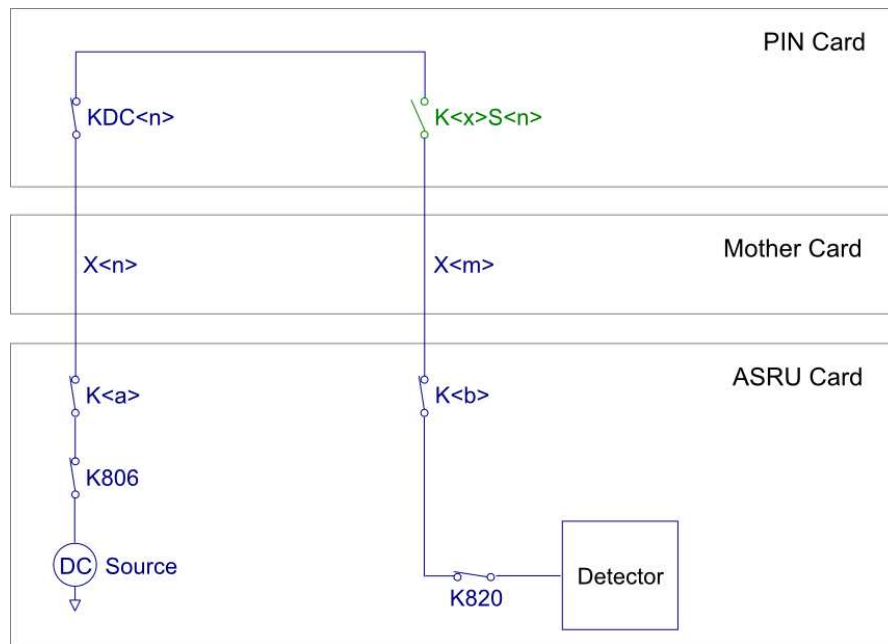 PIN Card
KDC<n>
K<x>S<n>
Mother Card
X<n>
X<m>
ASRU Card
K<a>
K<b>
K806
DC
Source
K820
Detector